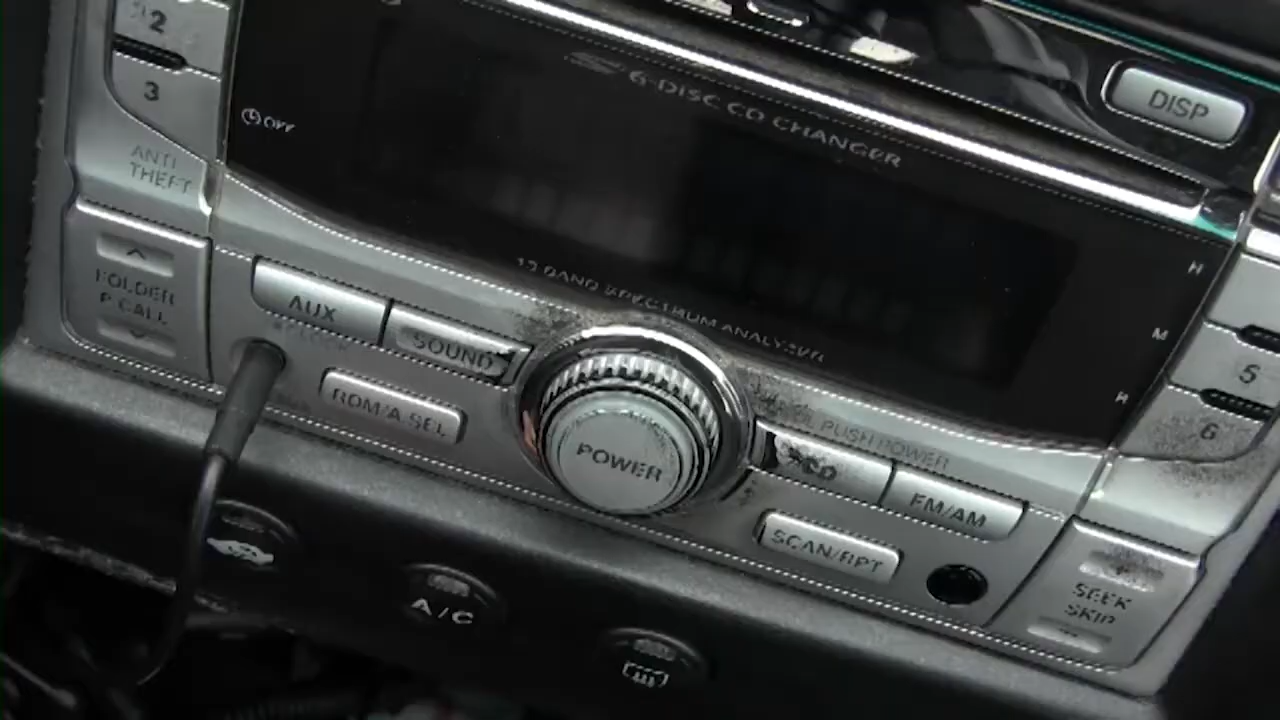 2
3
OFF
6-DISC CD CHANGER
DISP
ANTI
THEFT
FOLDER
P CALL
AUX
SOUND
ROM/A.SEL
13 BAND SPECTRUM ANALYZER
POWER
PUSH POWER
CD
FM/AM
SCAN/RPT
M
5
6
SEEK
SKIP
A/C